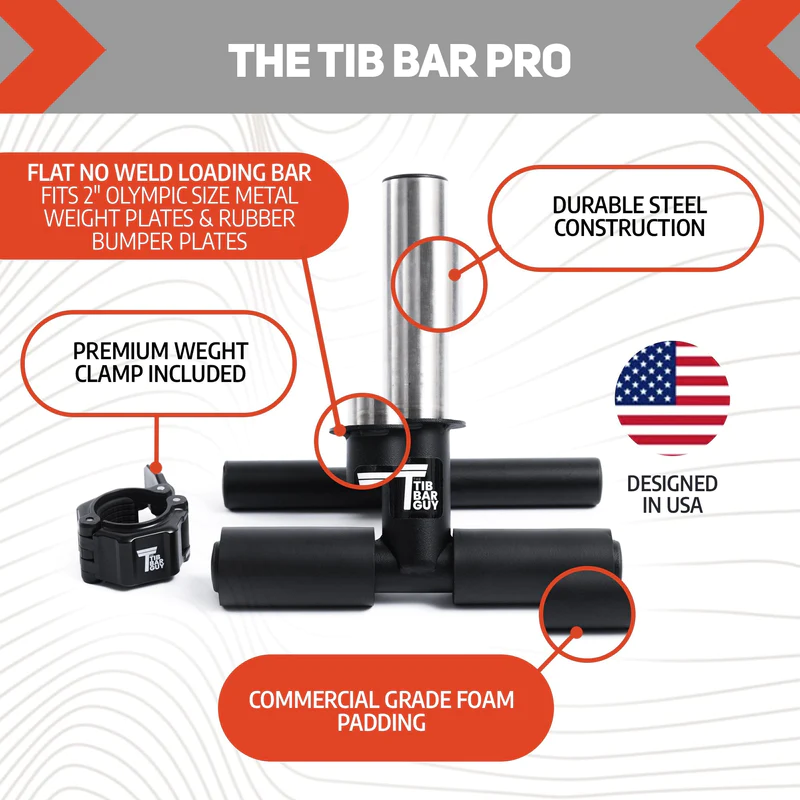 THE TIB BAR PRO
FLAT NO WELD LOADING BAR
FITS 2" OLYMPIC SIZE METAL
WEIGHT PLATES & RUBBER
BUMPER PLATES
DURABLE STEEL
CONSTRUCTION
PREMIUM WEGHT
CLAMP INCLUDED
DESIGNED
IN USA
TIB
BAR
GUY
TIB
BAR
GUY
COMMERCIAL GRADE FOAM
PADDING